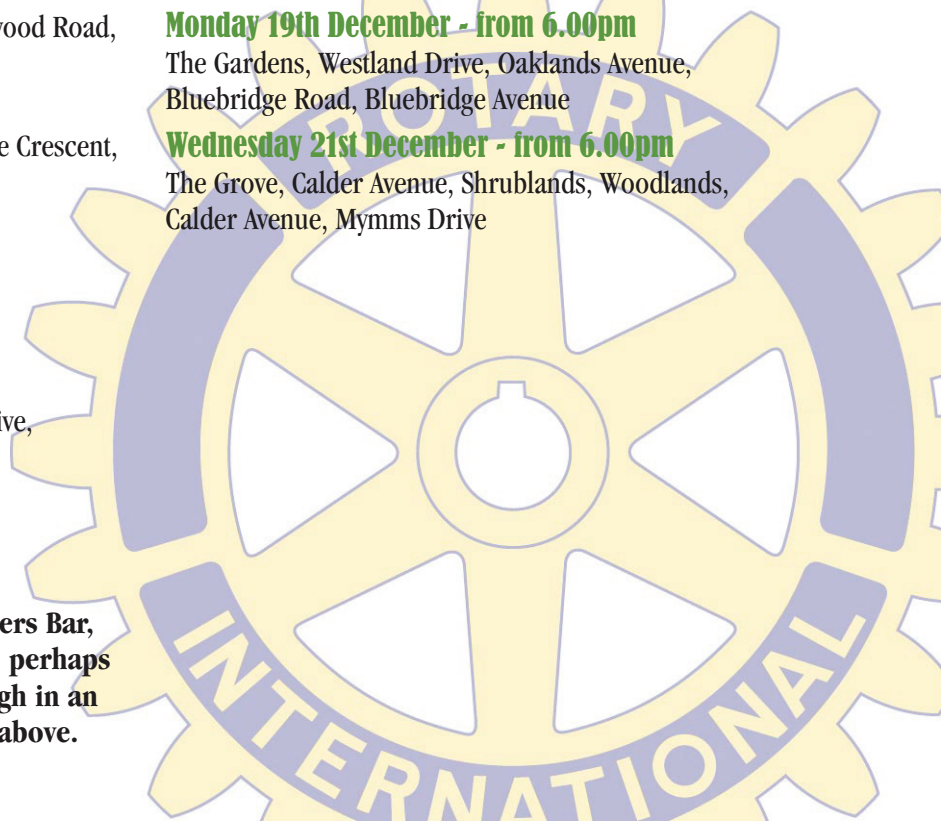 wood Road,
e Crescent,
ive,
ers Bar,
perhaps
gh in an
above.
Monday 19th December - from 6.00pm
The Gardens, Westland Drive, Oaklands Avenue,
Bluebridge Road, Bluebridge Avenue
Wednesday 21st December - from 6.00pm
The Grove, Calder Avenue, Shrublands, Woodlands,
Calder Avenue, Mymms Drive
ROTARY
INTERNATIONAL